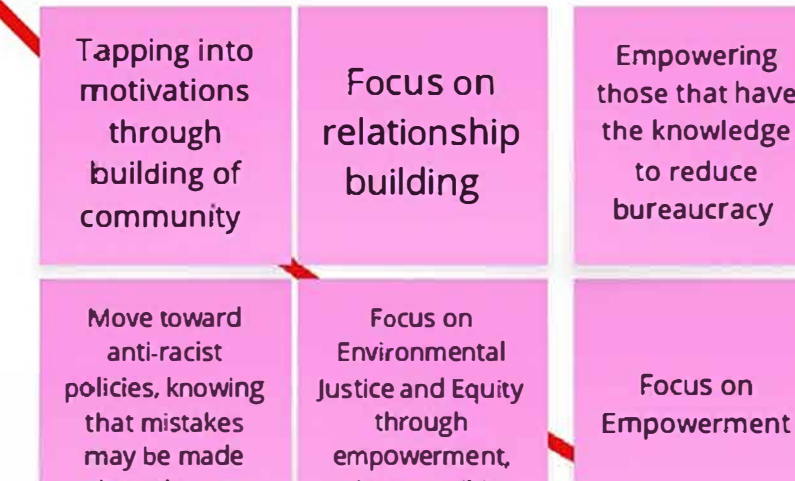 Tapping into
motivations
through
building of
community
Focus on
relationship
building
Empowering
those that have
the knowledge
to reduce
bureaucracy
Move toward
anti-racist
policies, knowing
that mistakes
may be made
Focus on
Environmental
Justice and Equity
through
empowerment,
Focus on
Empowerment